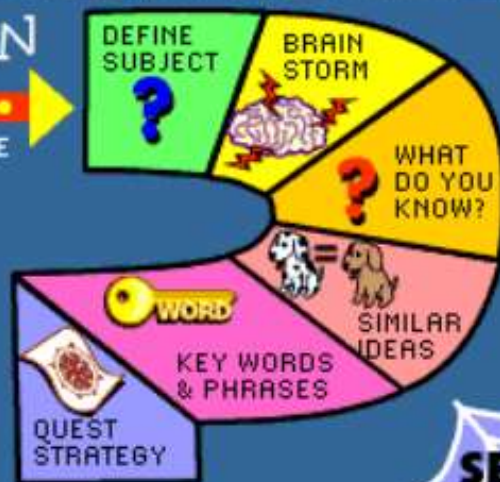 DEFINE
SUBJECT
BRAIN
STORM
WHAT
DO YOU
KNOW?
SIMILAR
IDEAS
WORD
KEY WORDS
& PHRASES
QUEST
STRATEGY